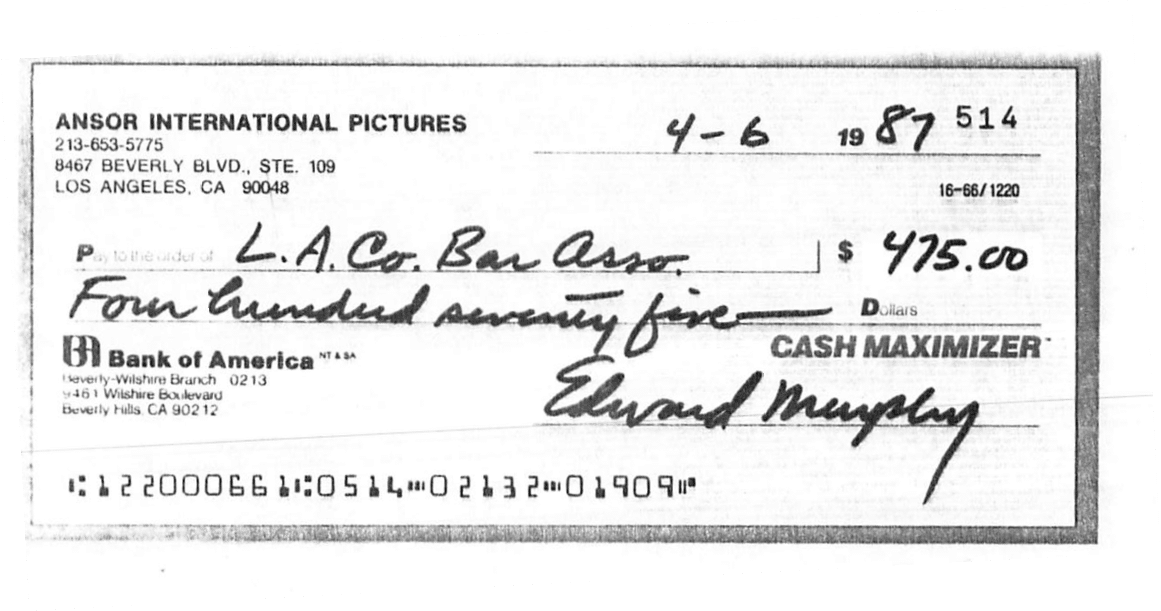 ANSOR INTERNATIONAL PICTURES
213-653-5775
8467 BEVERLY BLVD., STE. 109
LOS ANGELES, CA 90048
4-6 1987 514
16-66/1220
Pay to the order of L.A. Co. Bar Asso. $ 475.00
Four hundred seventy five Dollars
Bank of America NT & SA
CASH MAXIMIZER
Beverly-Wilshire Branch 0213
9461 Wilshire Boulevard
Beverly Hills, CA 90212
Edward Murphy
⑆122000661⑆0514⑉02132⑉01909⑈